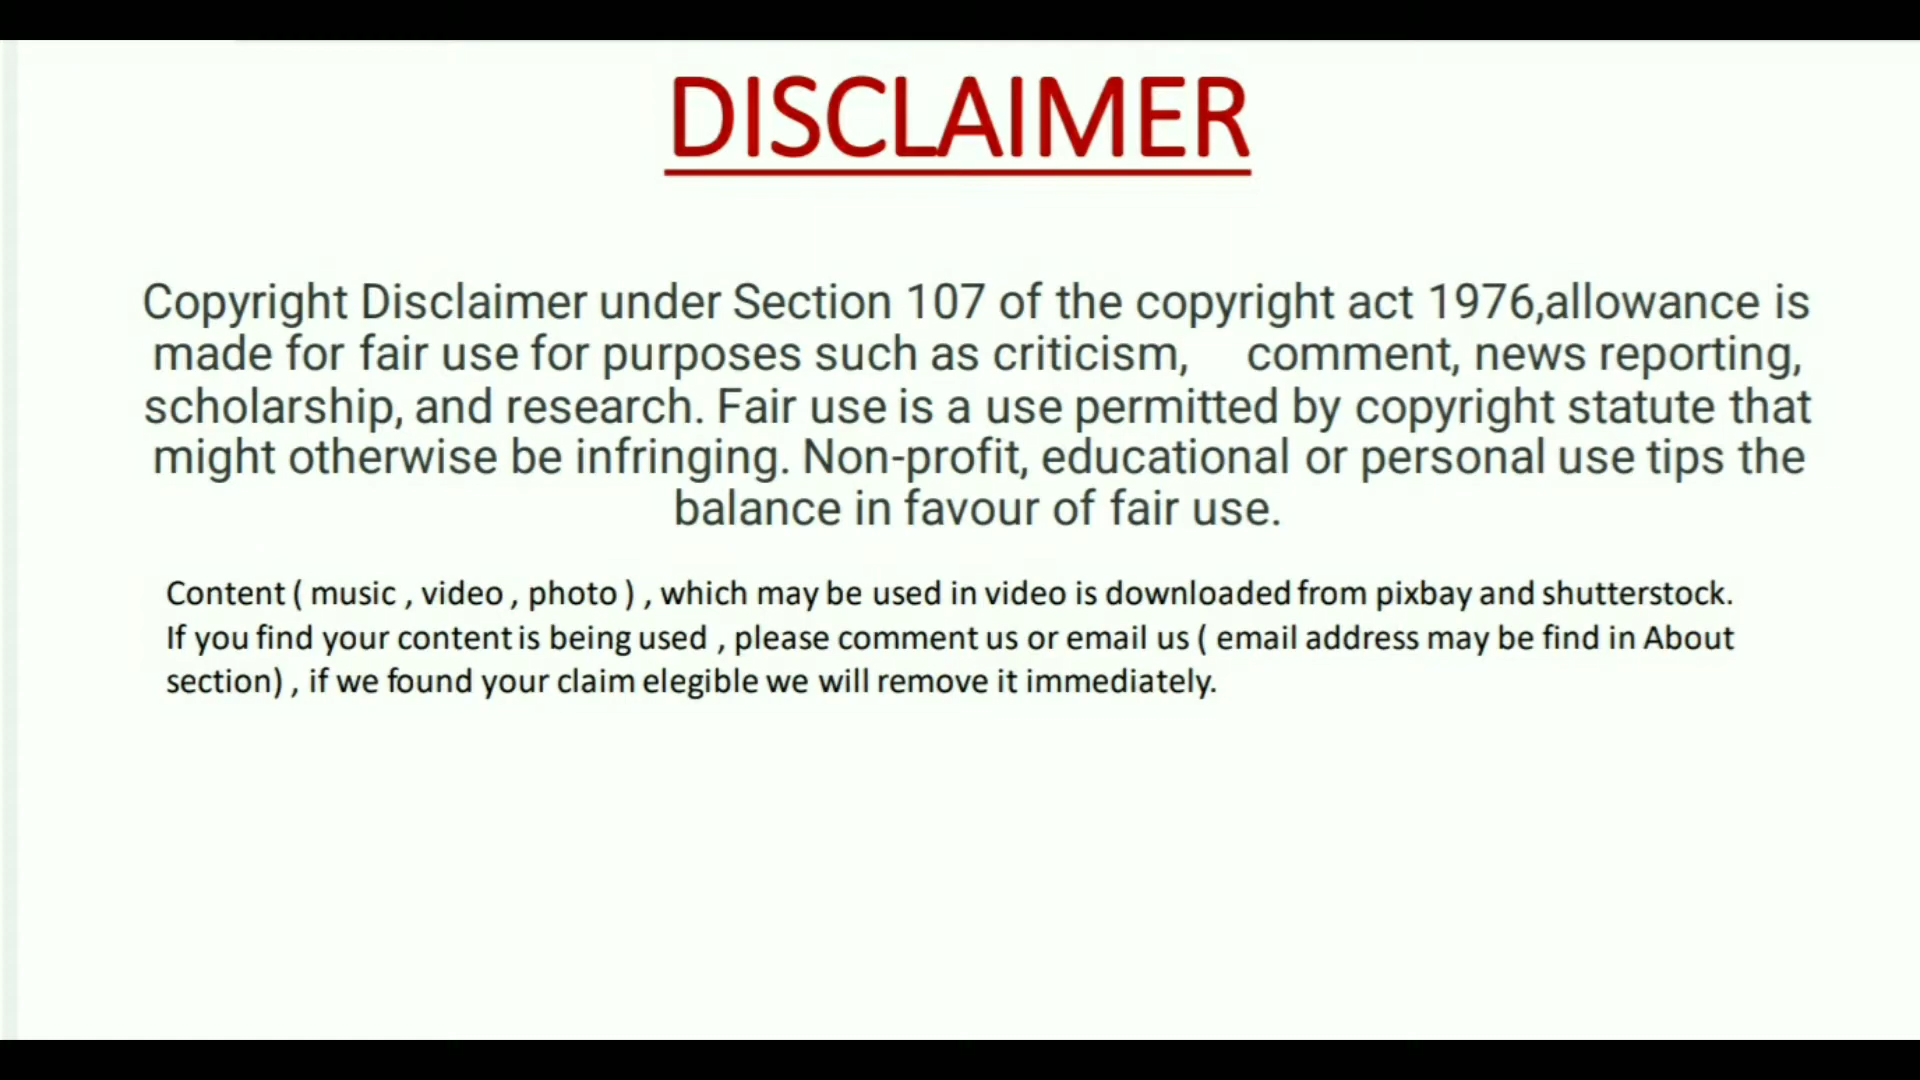 DISCLAIMER
Copyright Disclaimer under Section 107 of the copyright act 1976,allowance is
made for fair use for purposes such as criticism, comment, news reporting,
scholarship, and research. Fair use is a use permitted by copyright statute that
might otherwise be infringing. Non-profit, educational or personal use tips the
balance in favour of fair use.
Content ( music , video , photo ) , which may be used in video is downloaded from pixbay and shutterstock.
If you find your content is being used , please comment us or email us ( email address may be find in About
section) , if we found your claim elegible we will remove it immediately.